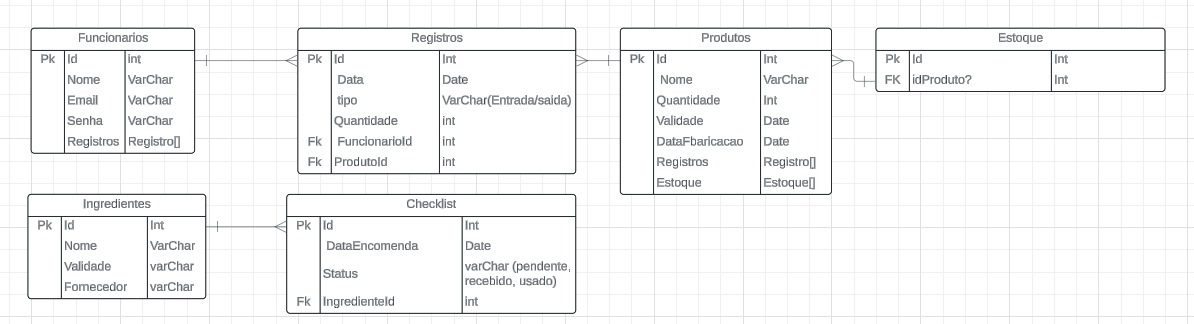 Funcionarios
Pk Id int
Nome VarChar
Email VarChar
Senha VarChar
Registros Registro[]
Registros
Pk Id Int
Data Date
tipo VarChar(Entrada/saida)
Quantidade int
Fk FuncionarioId int
Fk ProdutoId int
Produtos
Pk Id Int
Nome VarChar
Quantidade Int
Validade Date
DataFbaricacao Date
Registros Registro[]
Estoque Estoque[]
Estoque
Pk Id Int
FK idProduto? Int
Ingredientes
Pk Id Int
Nome VarChar
Validade varChar
Fornecedor varChar
Checklist
Pk Id Int
DataEncomenda Date
Status varChar (pendente,
recebido, usado)
Fk IngredienteId int